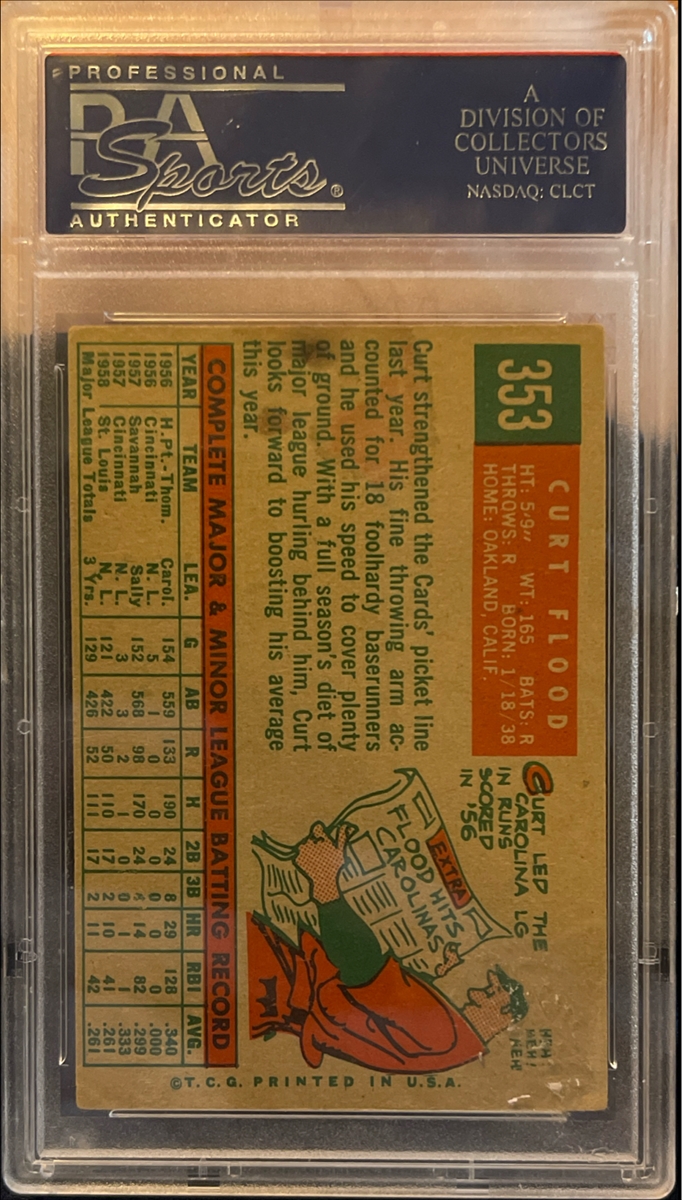 PROFESSIONAL
PSA
Sports®
AUTHENTICATOR
A
DIVISION OF
COLLECTORS
UNIVERSE
NASDAQ: CLCT
353
CURT FLOOD
HT: 5'9" WT: 165 BATS: R
THROWS: R BORN: 1/18/38
HOME: OAKLAND, CALIF.
Curt strengthened the Cards' picket line
last year. His fine throwing arm ac-
counted for 18 foolhardy baserunners
and he used his speed to cover plenty
of ground. With a full season's diet of
major league hurling behind him, Curt
looks forward to boosting his average
this year.
CURT LED THE
CAROLINA LG
IN RUNS
SCORED
IN '56
EXTRA
FLOOD HITS
CAROLINAS
HEH!
HEH!
HEH!
COMPLETE MAJOR & MINOR LEAGUE BATTING RECORD
YEAR TEAM LEA. G AB R H 2B 3B HR RBI AVG.
1956 H.Pt.-Thom. Carol. 154 559 133 190 24 8 29 128 .340
1956 Cincinnati N. L. 5 1 0 0 0 0 0 0 .000
1957 Savannah Sally 152 568 98 170 24 14 82 .299
1957 Cincinnati N. L. 3 3 2 1 0 0 1 1 .333
1958 St. Louis N. L. 121 422 50 110 17 2 10 41 .261
Major League Totals 3 Yrs. 129 426 52 111 17 2 11 42 .261
©T.C.G. PRINTED IN U.S.A.